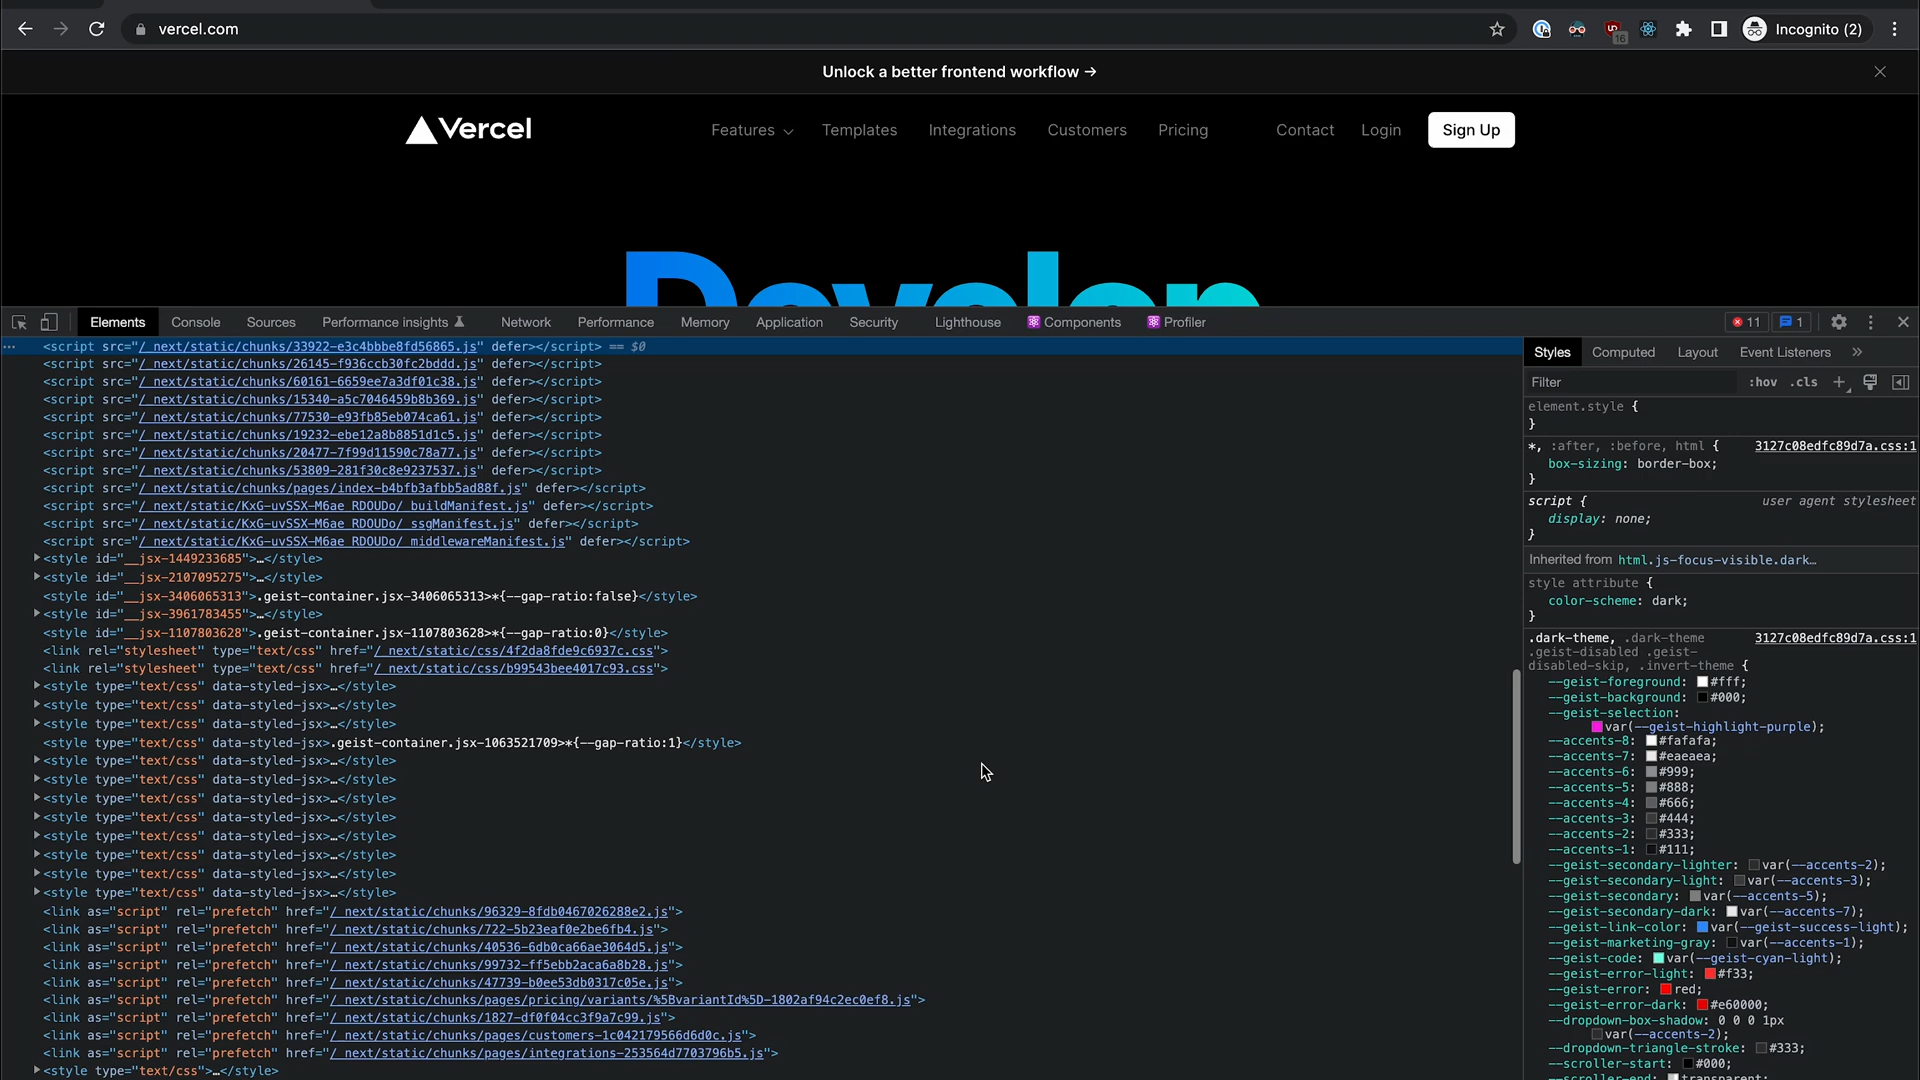 vercel.com
16
Incognito (2)
Unlock a better frontend workflow →
Vercel
Features
Templates
Integrations
Customers
Pricing
Contact
Login
Sign Up
Develop
Elements
Console
Sources
Performance insights
Network
Performance
Memory
Application
Security
Lighthouse
Components
Profiler
11
1
<script src="/_next/static/chunks/33922-e3c4bbbe8fd56865.js" defer></script> == $0
<script src="/_next/static/chunks/26145-f936ccb30fc2bddd.js" defer></script>
<script src="/_next/static/chunks/60161-6659ee7a3df01c38.js" defer></script>
<script src="/_next/static/chunks/15340-a5c7046459b8b369.js" defer></script>
<script src="/_next/static/chunks/77530-e93fb85eb074ca61.js" defer></script>
<script src="/_next/static/chunks/19232-ebe12a8b8851d1c5.js" defer></script>
<script src="/_next/static/chunks/20477-7f99d11590c78a77.js" defer></script>
<script src="/_next/static/chunks/53809-281f30c8e9237537.js" defer></script>
<script src="/_next/static/chunks/pages/index-b4bfb3afbb5ad88f.js" defer></script>
<script src="/_next/static/KxG-uvSSX-M6ae_RDOUDo/_buildManifest.js" defer></script>
<script src="/_next/static/KxG-uvSSX-M6ae_RDOUDo/_ssgManifest.js" defer></script>
<script src="/_next/static/KxG-uvSSX-M6ae_RDOUDo/_middlewareManifest.js" defer></script>
<style id="__jsx-1449233685">…</style>
<style id="__jsx-2107095275">…</style>
<style id="__jsx-3406065313">.geist-container.jsx-3406065313>*{--gap-ratio:false}</style>
<style id="__jsx-3961783455">…</style>
<style id="__jsx-1107803628">.geist-container.jsx-1107803628>*{--gap-ratio:0}</style>
<link rel="stylesheet" type="text/css" href="/_next/static/css/4f2da8fde9c6937c.css">
<link rel="stylesheet" type="text/css" href="/_next/static/css/b99543bee4017c93.css">
<style type="text/css" data-styled-jsx>…</style>
<style type="text/css" data-styled-jsx>…</style>
<style type="text/css" data-styled-jsx>…</style>
<style type="text/css" data-styled-jsx>.geist-container.jsx-1063521709>*{--gap-ratio:1}</style>
<style type="text/css" data-styled-jsx>…</style>
<style type="text/css" data-styled-jsx>…</style>
<style type="text/css" data-styled-jsx>…</style>
<style type="text/css" data-styled-jsx>…</style>
<style type="text/css" data-styled-jsx>…</style>
<style type="text/css" data-styled-jsx>…</style>
<style type="text/css" data-styled-jsx>…</style>
<style type="text/css" data-styled-jsx>…</style>
<link as="script" rel="prefetch" href="/_next/static/chunks/96329-8fdb0467026288e2.js">
<link as="script" rel="prefetch" href="/_next/static/chunks/722-5b23eaf0e2be6fb4.js">
<link as="script" rel="prefetch" href="/_next/static/chunks/40536-6db0ca66ae3064d5.js">
<link as="script" rel="prefetch" href="/_next/static/chunks/99732-ff5ebb2aca6a8b28.js">
<link as="script" rel="prefetch" href="/_next/static/chunks/47739-b0ee53db0317c05e.js">
<link as="script" rel="prefetch" href="/_next/static/chunks/pages/pricing/variants/%5BvariantId%5D-1802af94c2ec0ef8.js">
<link as="script" rel="prefetch" href="/_next/static/chunks/1827-df0f04cc3f9a7c99.js">
<link as="script" rel="prefetch" href="/_next/static/chunks/pages/customers-1c042179566d6d0c.js">
<link as="script" rel="prefetch" href="/_next/static/chunks/pages/integrations-253564d7703796b5.js">
<style type="text/css">…</style>
Styles
Computed
Layout
Event Listeners
Filter
:hov
.cls
element.style {
}
*, :after, :before, html {
3127c08edfc89d7a.css:1
box-sizing: border-box;
}
script {
user agent stylesheet
display: none;
}
Inherited from html.js-focus-visible.dark…
style attribute {
color-scheme: dark;
}
.dark-theme, .dark-theme
3127c08edfc89d7a.css:1
.geist-disabled .geist-
disabled-skip, .invert-theme {
--geist-foreground: #fff;
--geist-background: #000;
--geist-selection:
var(--geist-highlight-purple);
--accents-8: #fafafa;
--accents-7: #eaeaea;
--accents-6: #999;
--accents-5: #888;
--accents-4: #666;
--accents-3: #444;
--accents-2: #333;
--accents-1: #111;
--geist-secondary-lighter: var(--accents-2);
--geist-secondary-light: var(--accents-3);
--geist-secondary: var(--accents-5);
--geist-secondary-dark: var(--accents-7);
--geist-link-color: var(--geist-success-light);
--geist-marketing-gray: var(--accents-1);
--geist-code: var(--geist-cyan-light);
--geist-error-light: #f33;
--geist-error: red;
--geist-error-dark: #e60000;
--dropdown-box-shadow: 0 0 0 1px
var(--accents-2);
--dropdown-triangle-stroke: #333;
--scroller-start: #000;
--scroller-end: transparent;